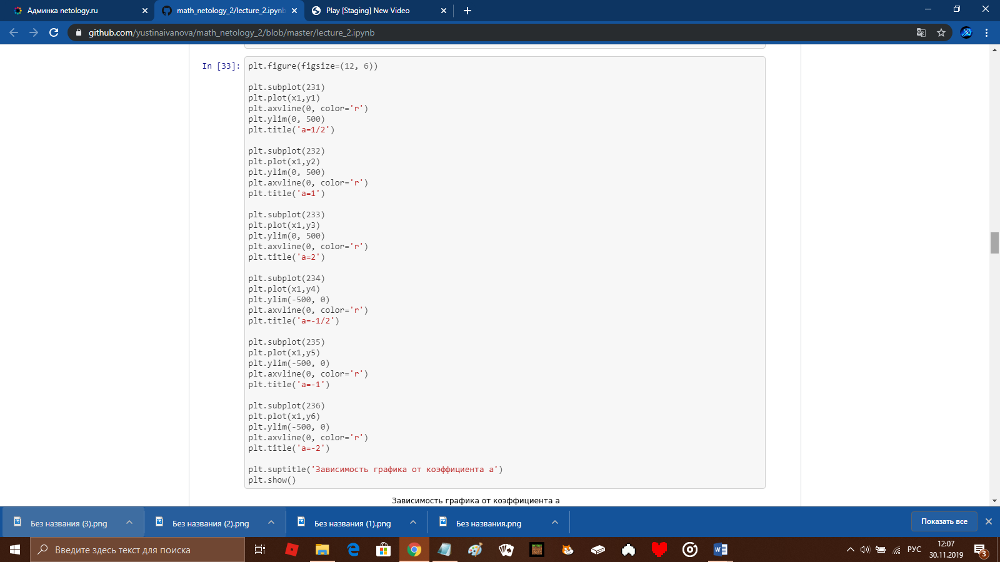 Админка netology.ru
math_netology_2/lecture_2.ipynb
Play [Staging] New Video
github.com/yustinaivanova/math_netology_2/blob/master/lecture_2.ipynb
In [33]:
plt.figure(figsize=(12, 6))
plt.subplot(231)
plt.plot(x1,y1)
plt.axvline(0, color='r')
plt.ylim(0, 500)
plt.title('a=1/2')
plt.subplot(232)
plt.plot(x1,y2)
plt.ylim(0, 500)
plt.axvline(0, color='r')
plt.title('a=1')
plt.subplot(233)
plt.plot(x1,y3)
plt.ylim(0, 500)
plt.axvline(0, color='r')
plt.title('a=2')
plt.subplot(234)
plt.plot(x1,y4)
plt.ylim(-500, 0)
plt.axvline(0, color='r')
plt.title('a=-1/2')
plt.subplot(235)
plt.plot(x1,y5)
plt.ylim(-500, 0)
plt.axvline(0, color='r')
plt.title('a=-1')
plt.subplot(236)
plt.plot(x1,y6)
plt.ylim(-500, 0)
plt.axvline(0, color='r')
plt.title('a=-2')
plt.suptitle('Зависимость графика от коэффициента a')
plt.show()
Зависимость графика от коэффициента a
Без названия (3).png
Без названия (2).png
Без названия (1).png
Без названия.png
Показать все
Введите здесь текст для поиска
РУС
12:07
30.11.2019
3